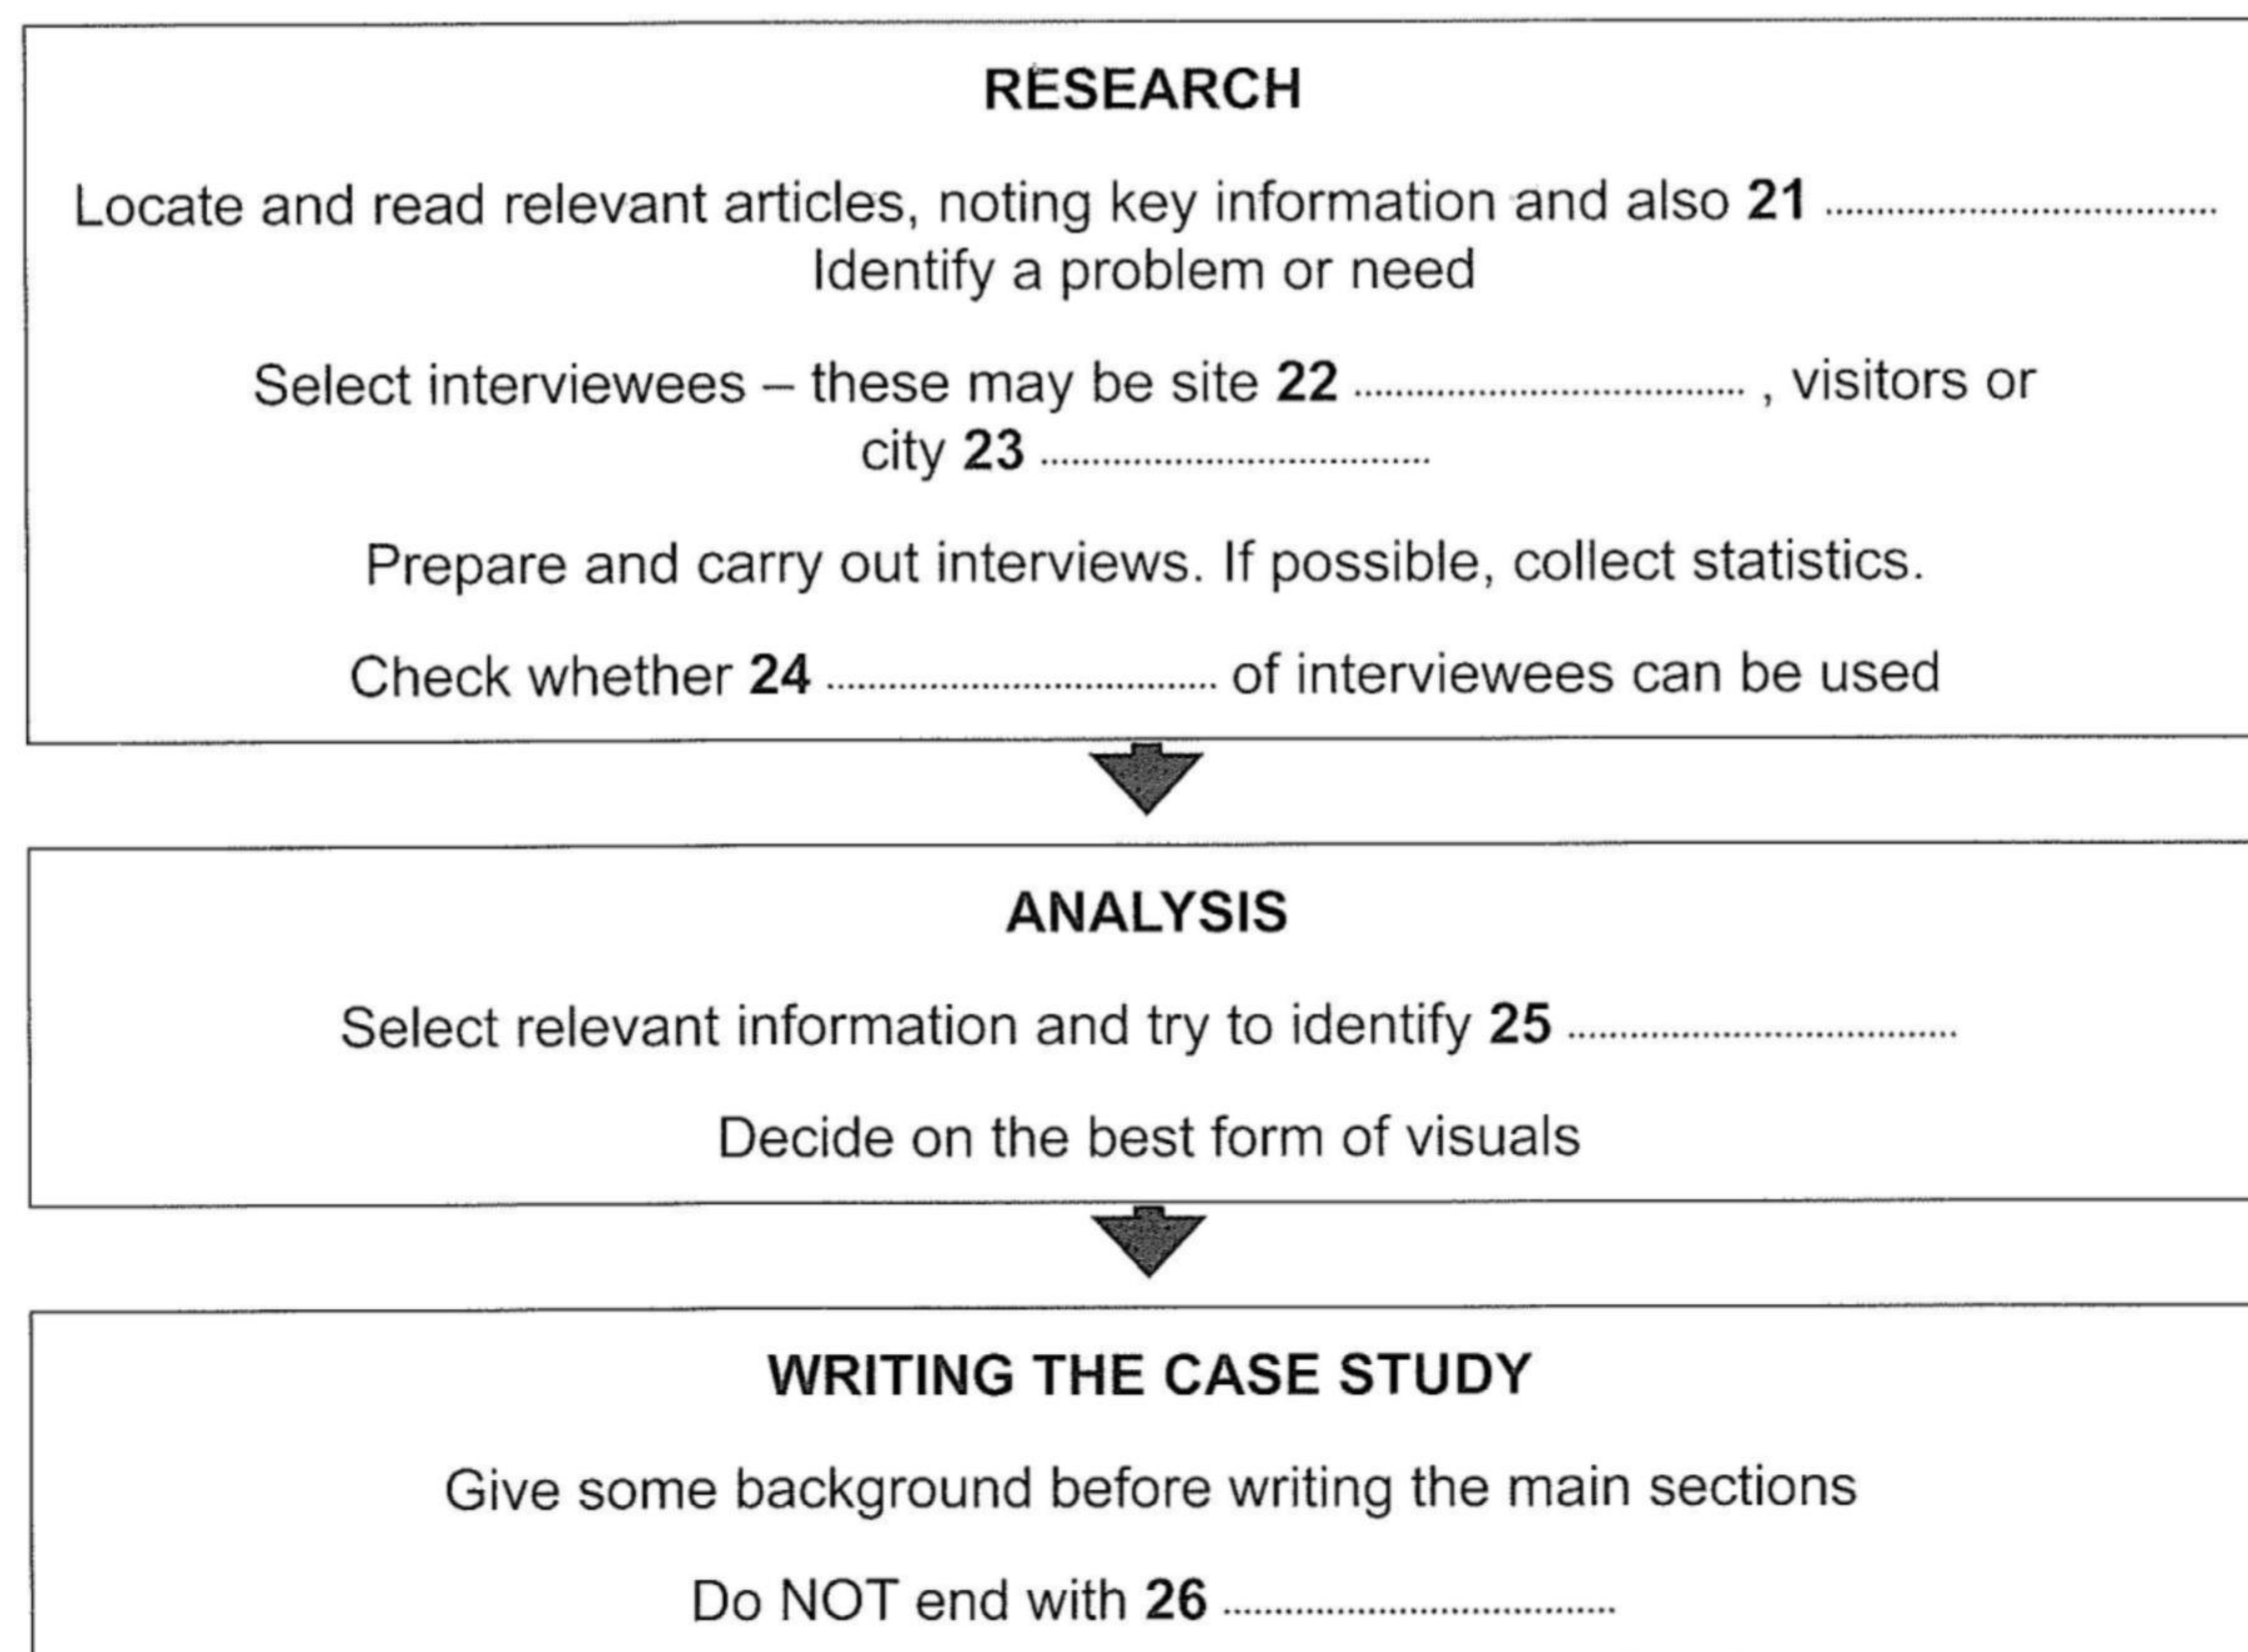 RESEARCH
Locate and read relevant articles, noting key information and also 21 ......................................
Identify a problem or need
Select interviewees – these may be site 22 ...................................... , visitors or
city 23 ......................................
Prepare and carry out interviews. If possible, collect statistics.
Check whether 24 ...................................... of interviewees can be used
ANALYSIS
Select relevant information and try to identify 25 ......................................
Decide on the best form of visuals
WRITING THE CASE STUDY
Give some background before writing the main sections
Do NOT end with 26 ......................................